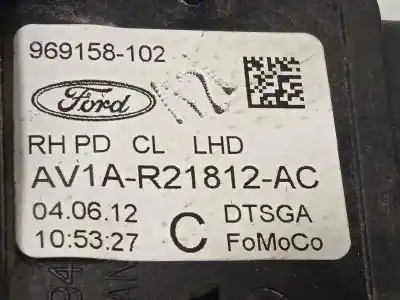 969158-102
Ford
RH PD CL LHD
AV1A-R21812-AC
04.06.12 C DTSGA
10:53:27 FoMoCo